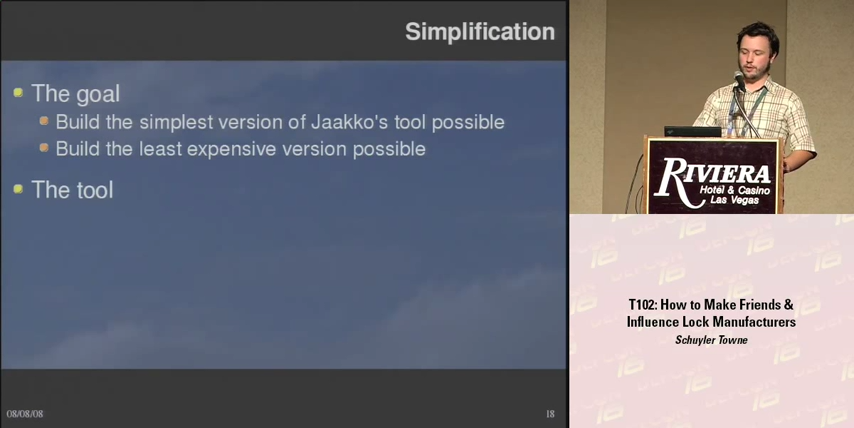 Simplification
The goal
Build the simplest version of Jaakko's tool possible
Build the least expensive version possible
The tool
08/08/08
18
RIVIERA
Hotel & Casino
Las Vegas
T102: How to Make Friends &
Influence Lock Manufacturers
Schuyler Towne